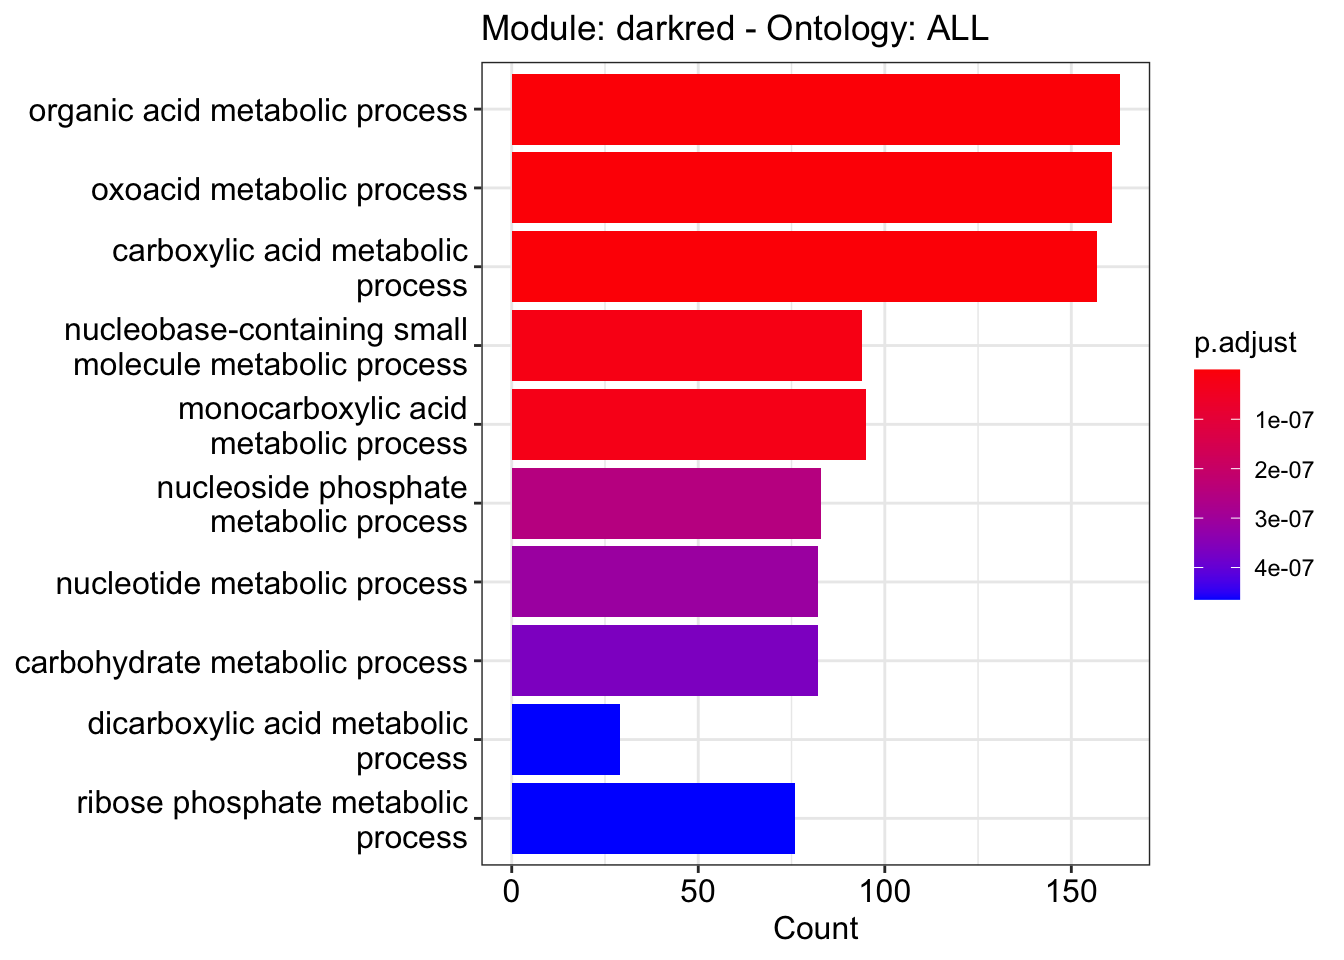 Module: darkred - Ontology: ALL
organic acid metabolic process
oxoacid metabolic process
carboxylic acid metabolic
process
nucleobase-containing small
molecule metabolic process
monocarboxylic acid
metabolic process
nucleoside phosphate
metabolic process
nucleotide metabolic process
carbohydrate metabolic process
dicarboxylic acid metabolic
process
ribose phosphate metabolic
process
0 50 100 150
Count
p.adjust
1e-07
2e-07
3e-07
4e-07